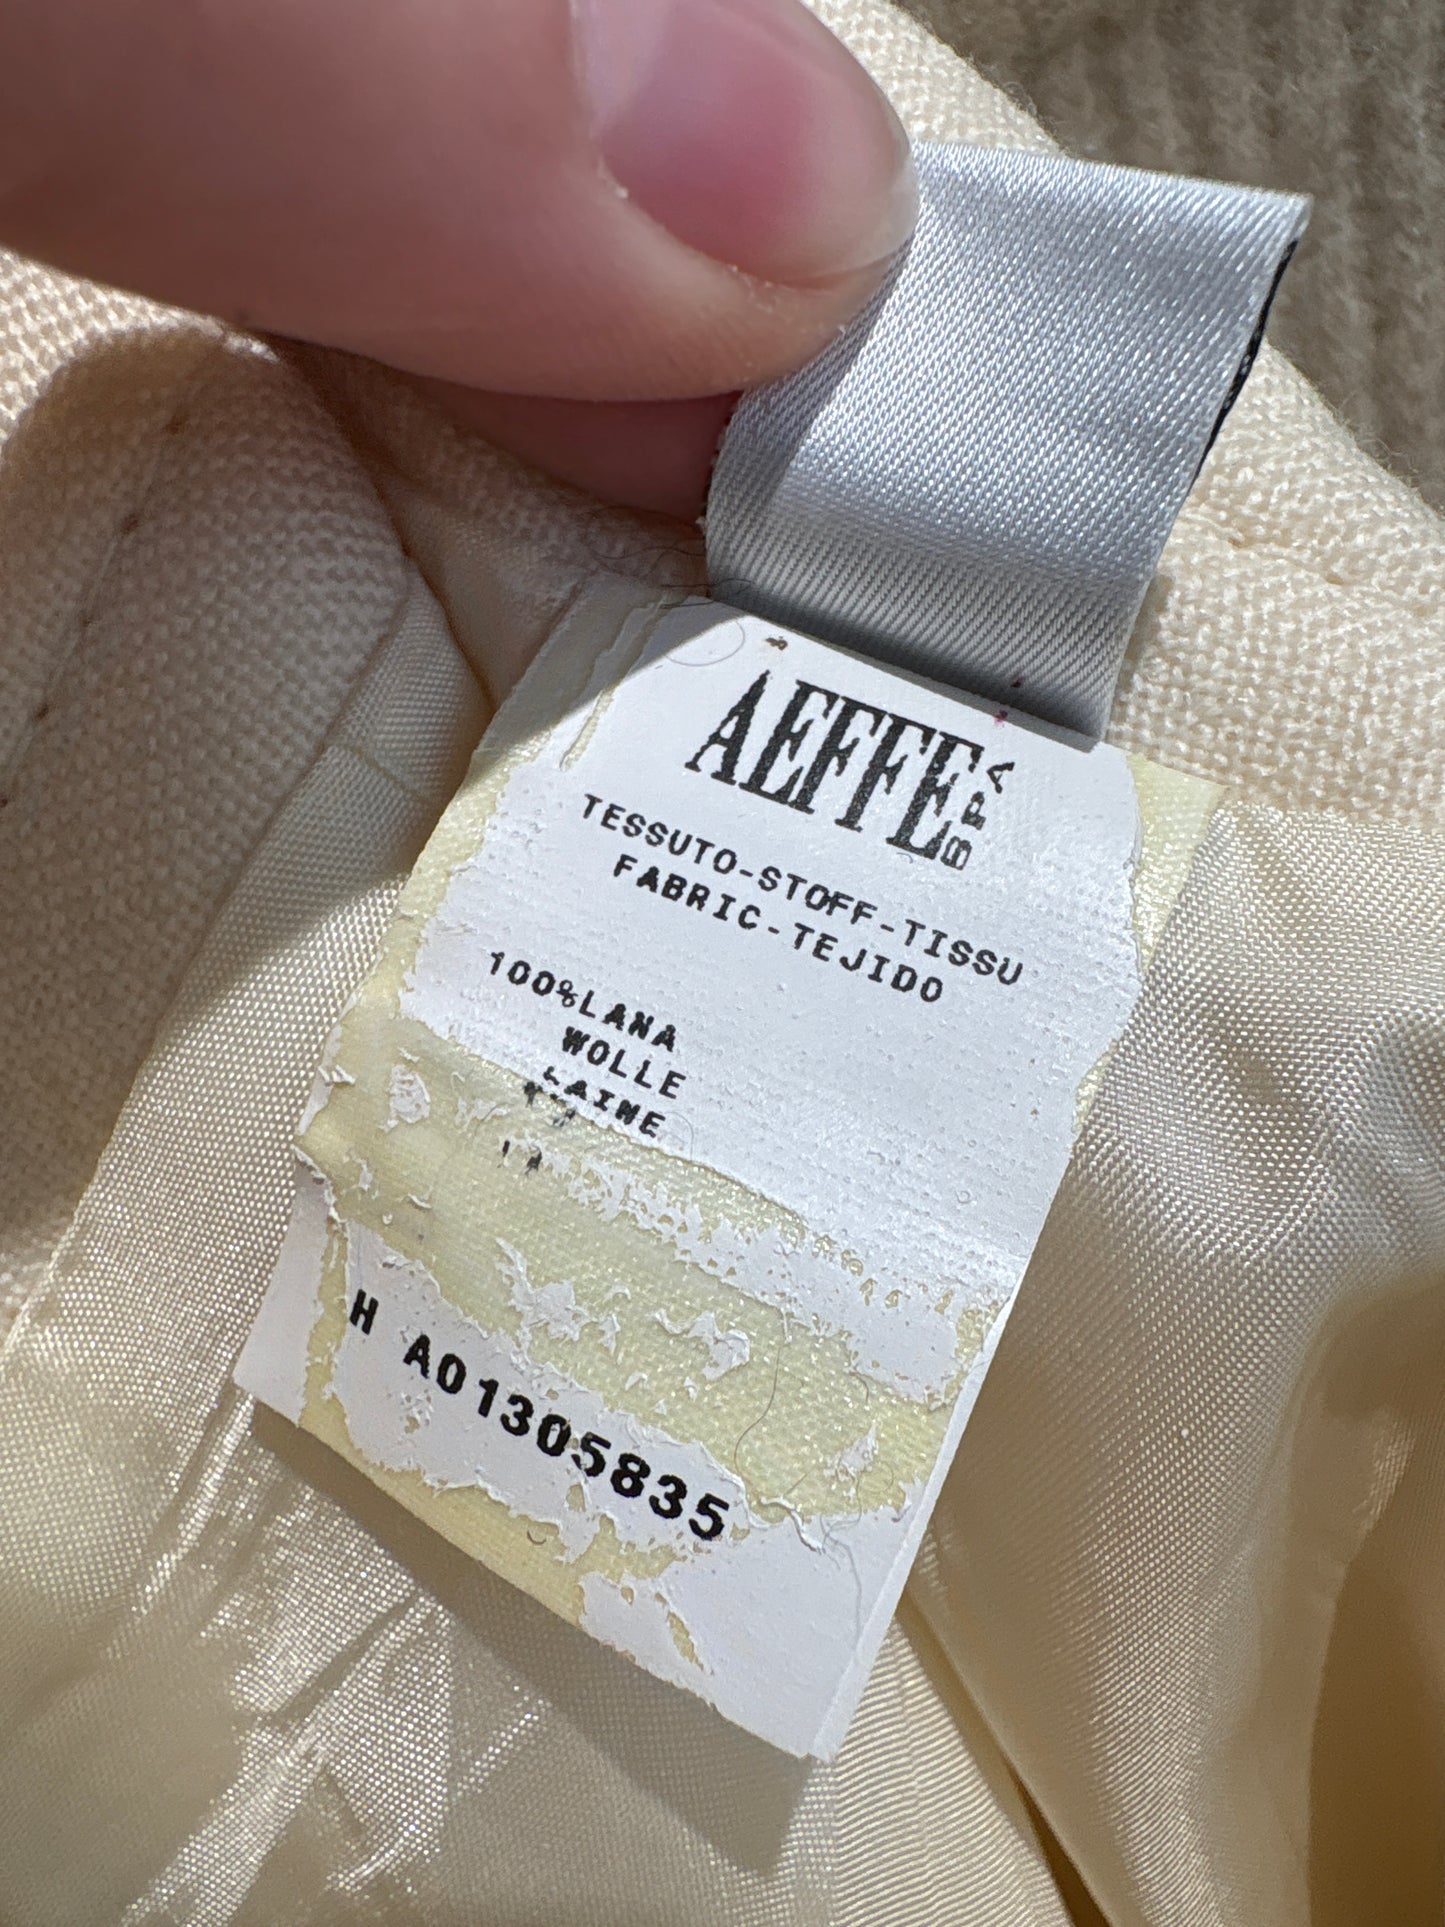 AEFFE SPA
TESSUTO-STOFF-TISSU
FABRIC-TEJIDO
100%LANA
WOLLE
LAINE
H A01305835